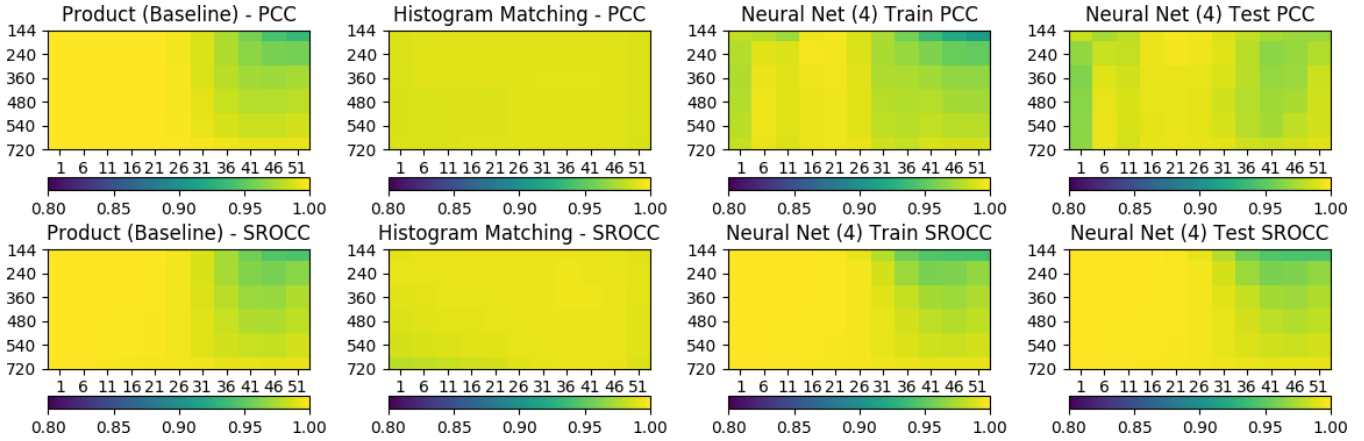 Product (Baseline) - PCC
144
240
360
480
540
720
1 6 11 16 21 26 31 36 41 46 51
0.80 0.85 0.90 0.95 1.00
Histogram Matching - PCC
144
240
360
480
540
720
1 6 11 16 21 26 31 36 41 46 51
0.80 0.85 0.90 0.95 1.00
Neural Net (4) Train PCC
144
240
360
480
540
720
1 6 11 16 21 26 31 36 41 46 51
0.80 0.85 0.90 0.95 1.00
Neural Net (4) Test PCC
144
240
360
480
540
720
1 6 11 16 21 26 31 36 41 46 51
0.80 0.85 0.90 0.95 1.00
Product (Baseline) - SROCC
144
240
360
480
540
720
1 6 11 16 21 26 31 36 41 46 51
0.80 0.85 0.90 0.95 1.00
Histogram Matching - SROCC
144
240
360
480
540
720
1 6 11 16 21 26 31 36 41 46 51
0.80 0.85 0.90 0.95 1.00
Neural Net (4) Train SROCC
144
240
360
480
540
720
1 6 11 16 21 26 31 36 41 46 51
0.80 0.85 0.90 0.95 1.00
Neural Net (4) Test SROCC
144
240
360
480
540
720
1 6 11 16 21 26 31 36 41 46 51
0.80 0.85 0.90 0.95 1.00